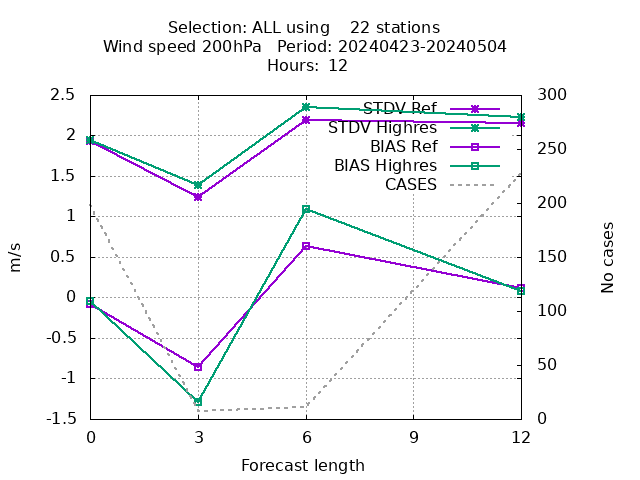 Selection: ALL using    22 stations
Wind speed 200hPa   Period: 20240423-20240504
Hours:  12
2.5
2
1.5
1
0.5
0
-0.5
-1
-1.5
m/s
300
250
200
150
100
50
0
No cases
STDV Ref
STDV Highres
BIAS Ref
BIAS Highres
CASES
0 3 6 9 12
Forecast length